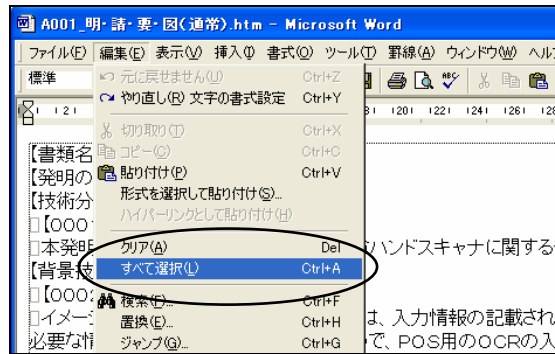 A001_明・請・要・図(通常).htm - Microsoft Word
ファイル(F) 編集(E) 表示(V) 挿入(I) 書式(O) ツール(T) 罫線(A) ウィンドウ(W) ヘル
標準
元に戻せません(U) Ctrl+Z
やり直し(R) 文字の書式設定 Ctrl+Y
切り取り(T) Ctrl+X
コピー(C) Ctrl+C
貼り付け(P) Ctrl+V
形式を選択して貼り付け(S)...
ハイパーリンクとして貼り付け(H)
クリア(A) Del
すべて選択(L) Ctrl+A
検索(F)... Ctrl+F
置換(E)... Ctrl+H
ジャンプ(G)... Ctrl+G
【書類名
【発明の
【技術分
【000
本発明 ハンドスキャナに関する
【背景技
【000
イメー は、入力情報の記載され
必要な情 で、POS用のOCRの入